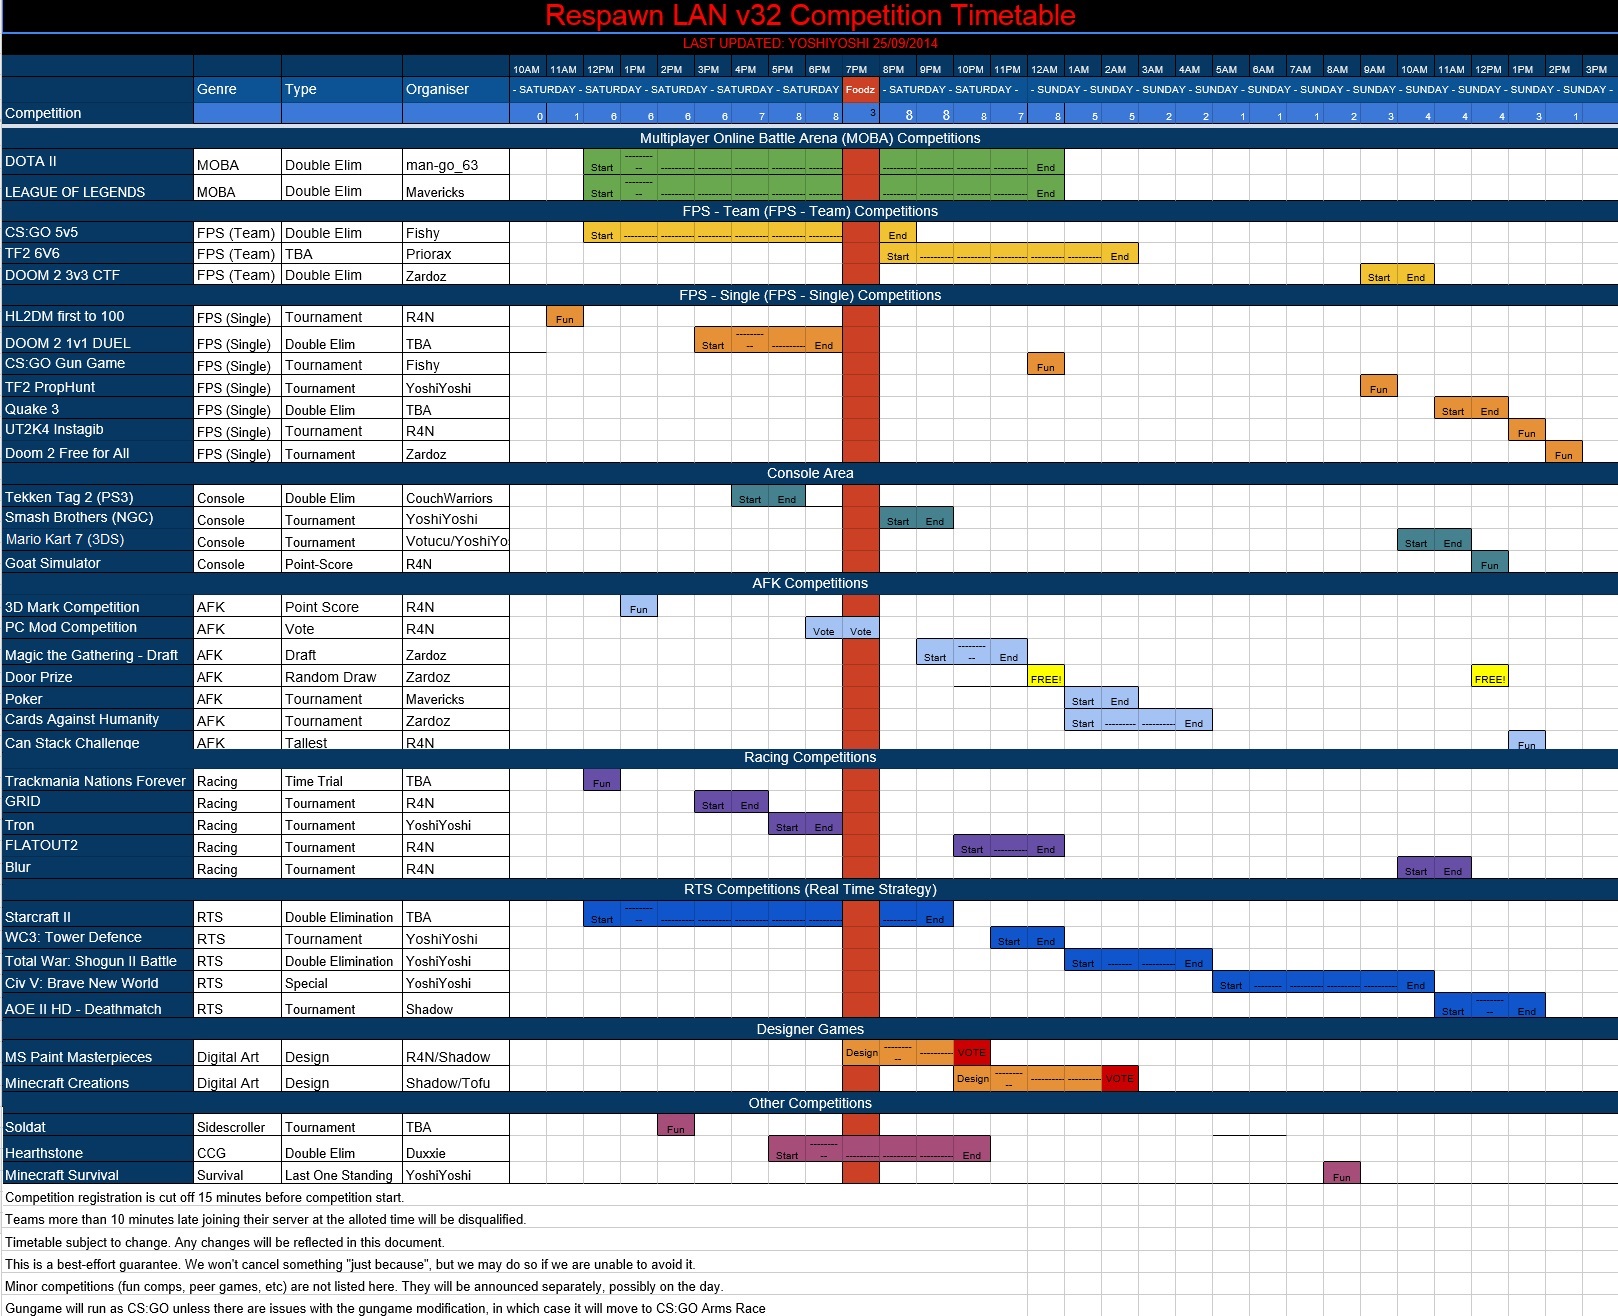 Respawn LAN v32 Competition Timetable
LAST UPDATED: YOSHIYOSHI 25/09/2014
10AM 11AM 12PM 1PM 2PM 3PM 4PM 5PM 6PM 7PM 8PM 9PM 10PM 11PM 12AM 1AM 2AM 3AM 4AM 5AM 6AM 7AM 8AM 9AM 10AM 11AM 12PM 1PM 2PM 3PM
Genre Type Organiser - SATURDAY - SATURDAY - SATURDAY - SATURDAY - SATURDAY Foodz - SATURDAY - SATURDAY - - SUNDAY - SUNDAY - SUNDAY - SUNDAY - SUNDAY - SUNDAY - SUNDAY - SUNDAY - SUNDAY - SUNDAY -
Competition 0 1 6 6 6 6 7 8 8 3 8 8 8 7 8 5 5 2 2 1 1 1 2 3 4 4 4 3 1
Multiplayer Online Battle Arena (MOBA) Competitions
DOTA II MOBA Double Elim man-go_63 Start End
LEAGUE OF LEGENDS MOBA Double Elim Mavericks Start End
FPS - Team (FPS - Team) Competitions
CS:GO 5v5 FPS (Team) Double Elim Fishy Start End
TF2 6V6 FPS (Team) TBA Priorax Start End
DOOM 2 3v3 CTF FPS (Team) Double Elim Zardoz Start End
FPS - Single (FPS - Single) Competitions
HL2DM first to 100 FPS (Single) Tournament R4N Fun
DOOM 2 1v1 DUEL FPS (Single) Double Elim TBA Start End
CS:GO Gun Game FPS (Single) Tournament Fishy Fun
TF2 PropHunt FPS (Single) Tournament YoshiYoshi Fun
Quake 3 FPS (Single) Double Elim TBA Start End
UT2K4 Instagib FPS (Single) Tournament R4N Fun
Doom 2 Free for All FPS (Single) Tournament Zardoz Fun
Console Area
Tekken Tag 2 (PS3) Console Double Elim CouchWarriors Start End
Smash Brothers (NGC) Console Tournament YoshiYoshi Start End
Mario Kart 7 (3DS) Console Tournament Votucu/YoshiYo Start End
Goat Simulator Console Point-Score R4N Fun
AFK Competitions
3D Mark Competition AFK Point Score R4N Fun
PC Mod Competition AFK Vote R4N Vote Vote
Magic the Gathering - Draft AFK Draft Zardoz Start End
Door Prize AFK Random Draw Zardoz FREE! FREE!
Poker AFK Tournament Mavericks Start End
Cards Against Humanity AFK Tournament Zardoz Start End
Can Stack Challenge AFK Tallest R4N Fun
Racing Competitions
Trackmania Nations Forever Racing Time Trial TBA Fun
GRID Racing Tournament R4N Start End
Tron Racing Tournament YoshiYoshi Start End
FLATOUT2 Racing Tournament R4N Start End
Blur Racing Tournament R4N Start End
RTS Competitions (Real Time Strategy)
Starcraft II RTS Double Elimination TBA Start End
WC3: Tower Defence RTS Tournament YoshiYoshi Start End
Total War: Shogun II Battle RTS Double Elimination YoshiYoshi Start End
Civ V: Brave New World RTS Special YoshiYoshi Start End
AOE II HD - Deathmatch RTS Tournament Shadow Start End
Designer Games
MS Paint Masterpieces Digital Art Design R4N/Shadow Design VOTE
Minecraft Creations Digital Art Design Shadow/Tofu Design VOTE
Other Competitions
Soldat Sidescroller Tournament TBA Fun
Hearthstone CCG Double Elim Duxxie Start End
Minecraft Survival Survival Last One Standing YoshiYoshi Fun
Competition registration is cut off 15 minutes before competition start.
Teams more than 10 minutes late joining their server at the alloted time will be disqualified.
Timetable subject to change. Any changes will be reflected in this document.
This is a best-effort guarantee. We won't cancel something "just because", but we may do so if we are unable to avoid it.
Minor competitions (fun comps, peer games, etc) are not listed here. They will be announced separately, possibly on the day.
Gungame will run as CS:GO unless there are issues with the gungame modification, in which case it will move to CS:GO Arms Race